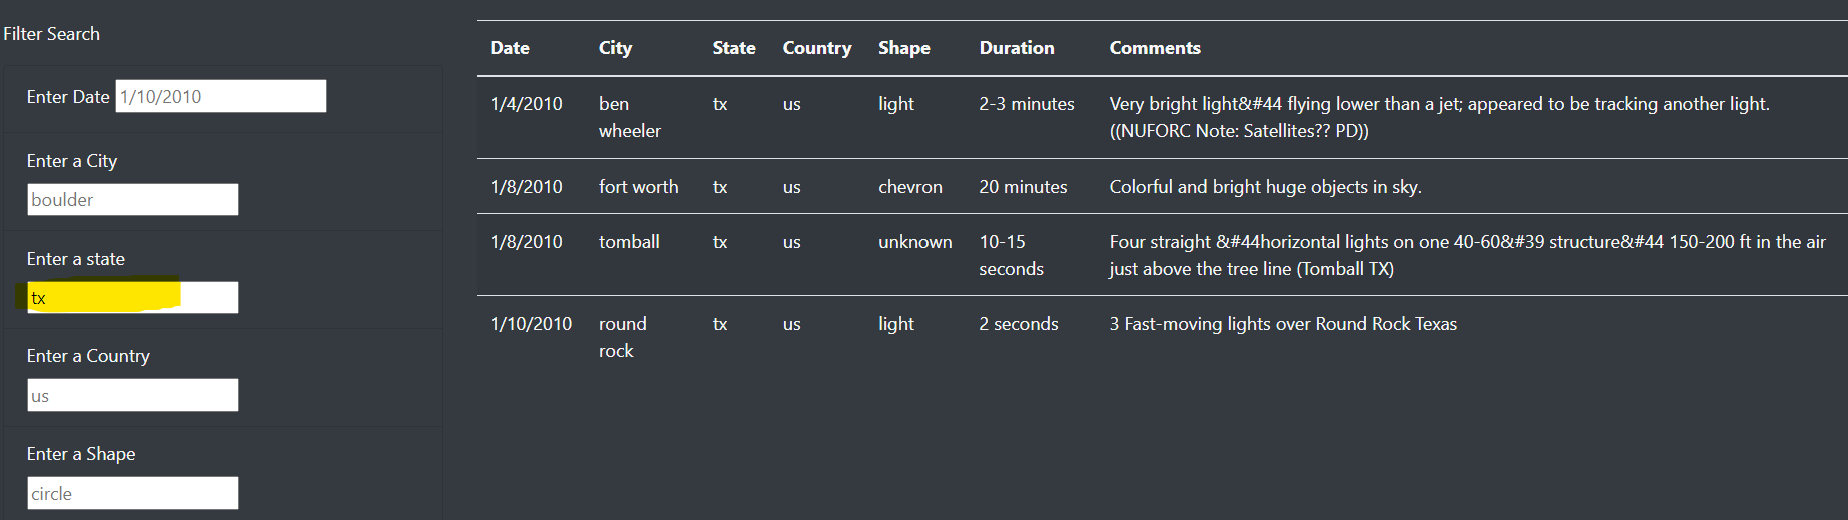 Filter Search
Enter Date 1/10/2010
Enter a City
boulder
Enter a state
tx
Enter a Country
us
Enter a Shape
circle
Date City State Country Shape Duration Comments
1/4/2010 ben tx us light 2-3 minutes Very bright light&#44 flying lower than a jet; appeared to be tracking another light.
wheeler ((NUFORC Note: Satellites?? PD))
1/8/2010 fort worth tx us chevron 20 minutes Colorful and bright huge objects in sky.
1/8/2010 tomball tx us unknown 10-15 Four straight &#44horizontal lights on one 40-60&#39 structure&#44 150-200 ft in the air
seconds just above the tree line (Tomball TX)
1/10/2010 round tx us light 2 seconds 3 Fast-moving lights over Round Rock Texas
rock